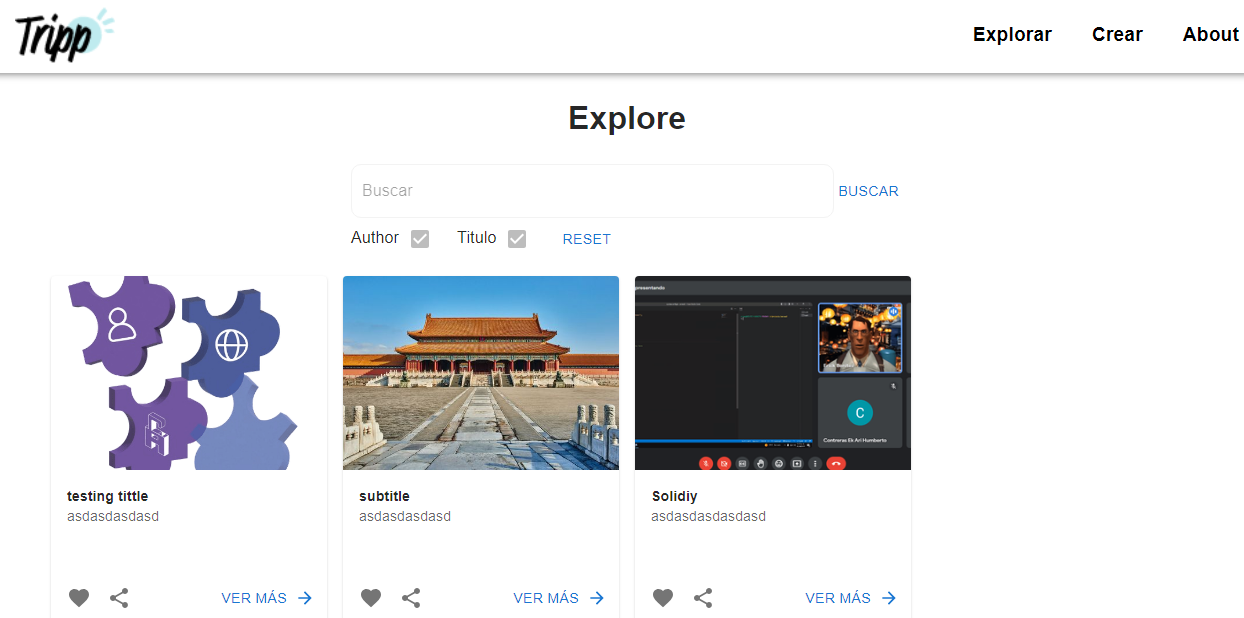 Tripp
Explorar Crear About
Explore
Buscar BUSCAR
Author Titulo RESET
presentando
C
Contreras Ek Ari Humberto
testing tittle subtitle Solidiy
asdasdasdasd asdasdasdasd asdasdasdasdasd
VER MÁS VER MÁS VER MÁS